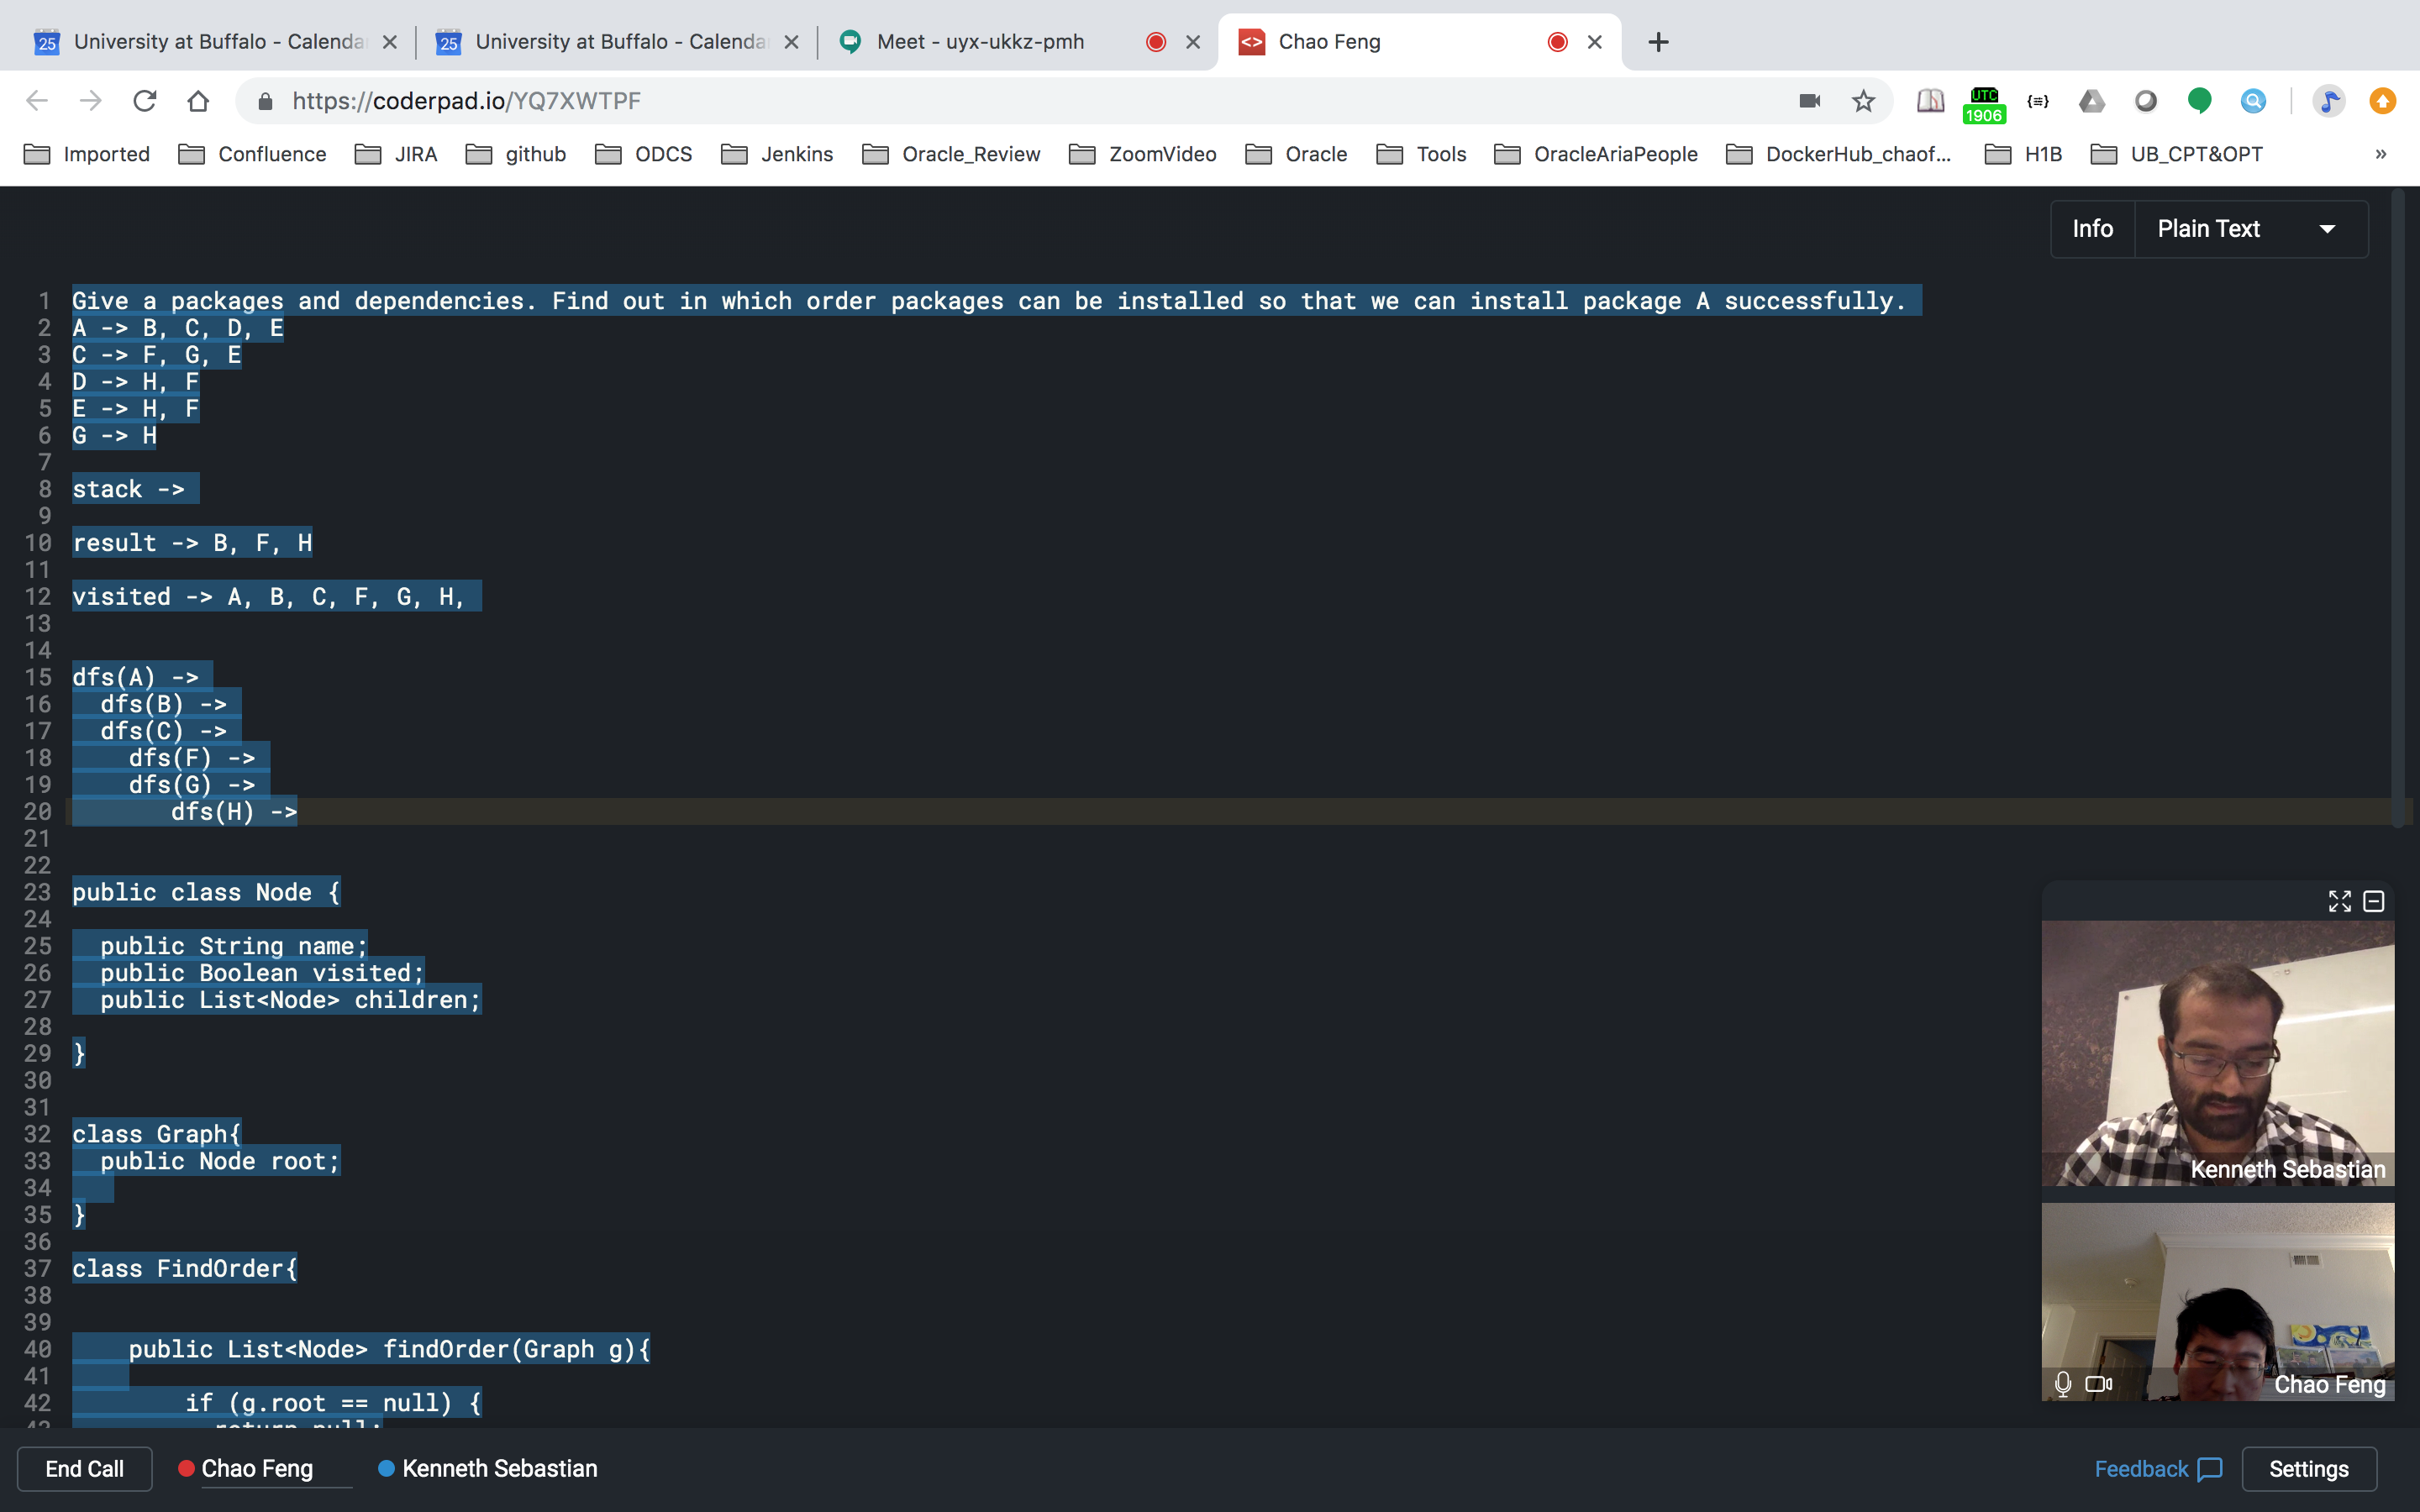 25 University at Buffalo - Calenda
25 University at Buffalo - Calenda
Meet - uyx-ukkz-pmh
<> Chao Feng
https://coderpad.io/YQ7XWTPF
UTC
1906
Imported Confluence JIRA github ODCS Jenkins Oracle_Review ZoomVideo Oracle Tools OracleAriaPeople DockerHub_chaof... H1B UB_CPT&OPT »
Info Plain Text
1 Give a packages and dependencies. Find out in which order packages can be installed so that we can install package A successfully.
2 A -> B, C, D, E
3 C -> F, G, E
4 D -> H, F
5 E -> H, F
6 G -> H
7
8 stack ->
9
10 result -> B, F, H
11
12 visited -> A, B, C, F, G, H,
13
14
15 dfs(A) ->
16 dfs(B) ->
17 dfs(C) ->
18 dfs(F) ->
19 dfs(G) ->
20 dfs(H) ->
21
22
23 public class Node {
24
25 public String name;
26 public Boolean visited;
27 public List<Node> children;
28
29 }
30
31
32 class Graph{
33 public Node root;
34
35 }
36
37 class FindOrder{
38
39
40 public List<Node> findOrder(Graph g){
41
42 if (g.root == null) {
43 return null;
Kenneth Sebastian
Chao Feng
End Call Chao Feng Kenneth Sebastian Feedback Settings